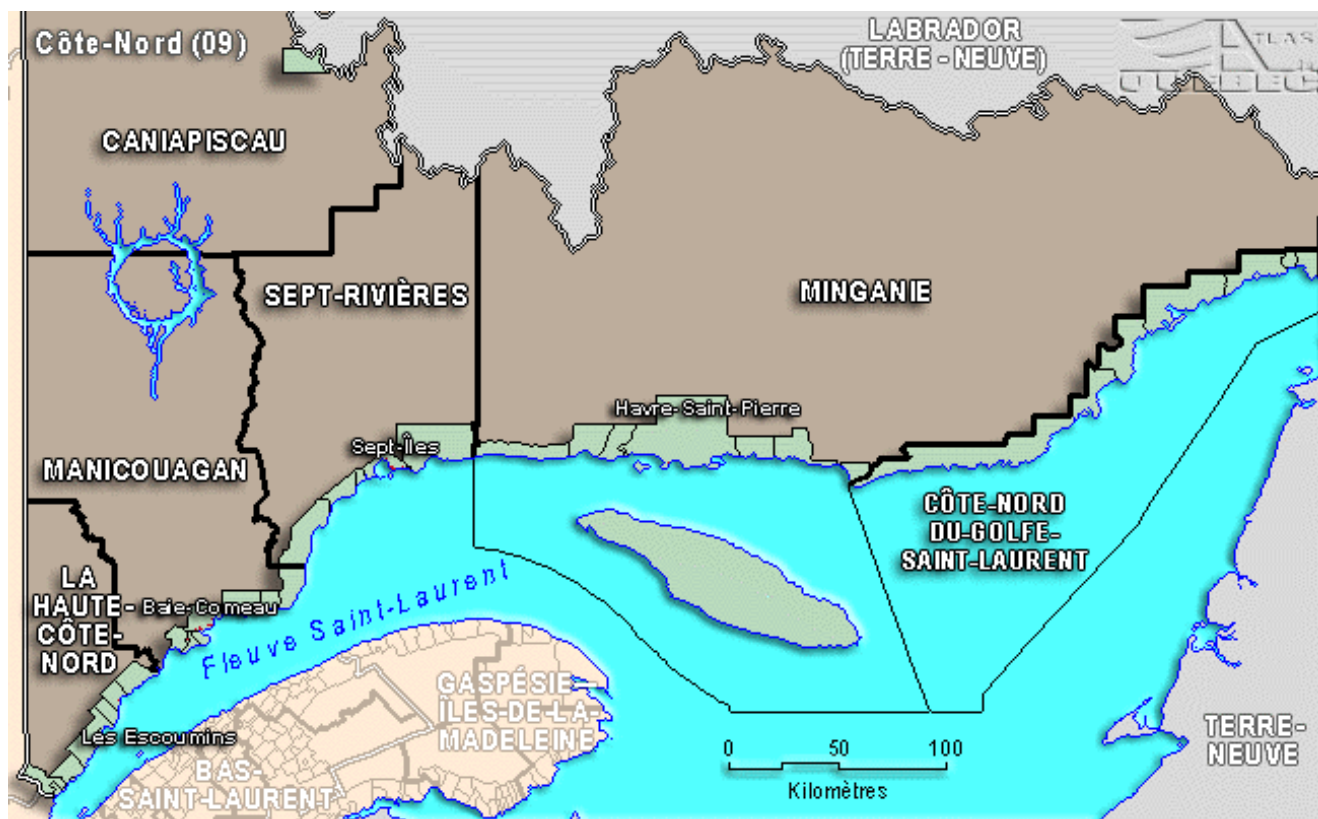 Côte-Nord (09)
LABRADOR
(TERRE - NEUVE)
ATLAS
QUÉBEC
CANIAPISCAU
SEPT-RIVIÈRES
MINGANIE
Havre-Saint-Pierre
Sept-Îles
MANICOUAGAN
CÔTE-NORD
DU-GOLFE-
SAINT-LAURENT
LA
HAUTE-
CÔTE-
NORD
Baie-Comeau
Fleuve Saint-Laurent
GASPÉSIE—
ÎLES-DE-LA-
MADELEINE
Les Escoumins
BAS-
SAINT-LAURENT
TERRE-
NEUVE
0 50 100
Kilomètres